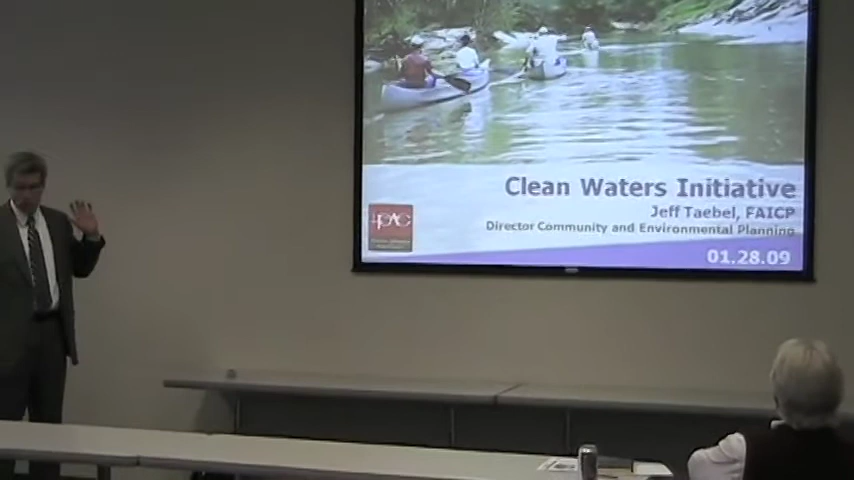 Clean Waters Initiative
Jeff Taebel, FAICP
Director Community and Environmental Planning
01.28.09